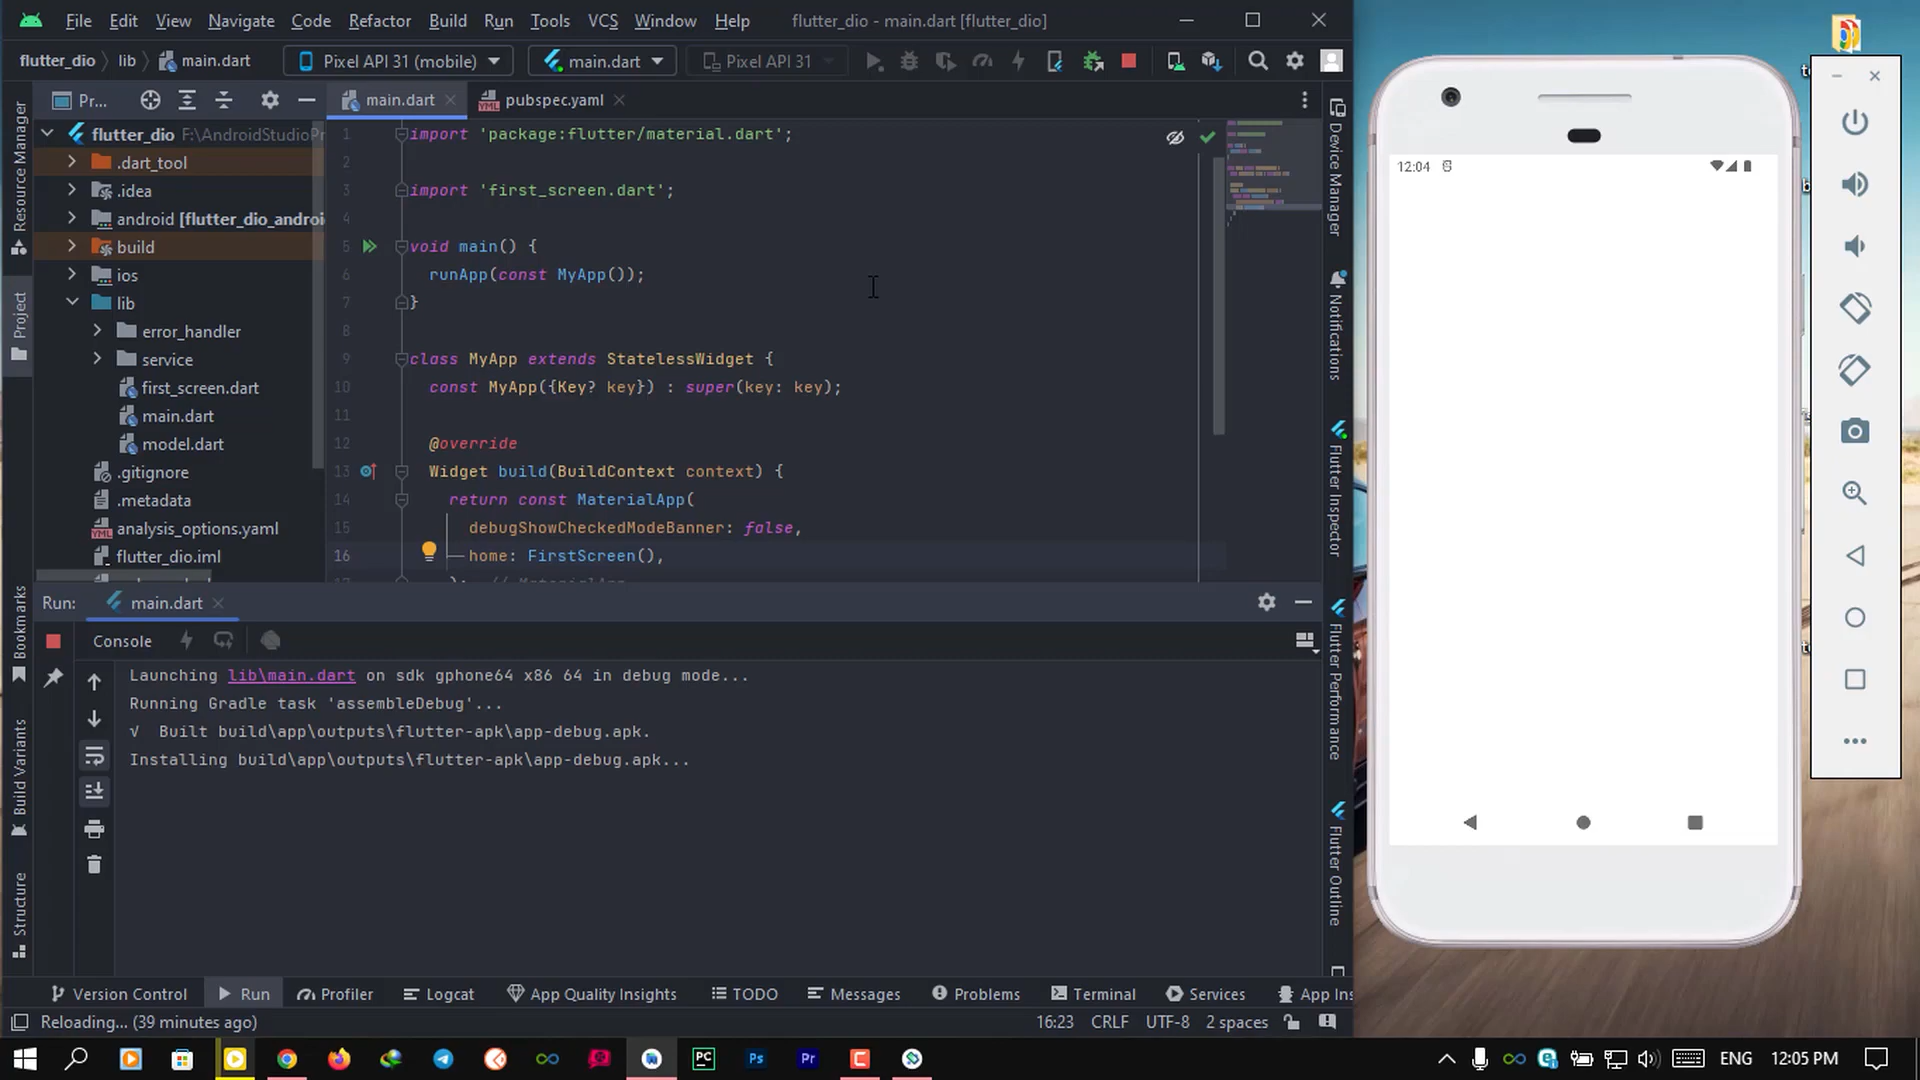 File Edit View Navigate Code Refactor Build Run Tools VCS Window Help flutter_dio - main.dart [flutter_dio]
flutter_dio lib main.dart Pixel API 31 (mobile) main.dart Pixel API 31
Pr... main.dart pubspec.yaml
flutter_dio F:\AndroidStudioPr
.dart_tool
.idea
android [flutter_dio_androi
build
ios
lib
error_handler
service
first_screen.dart
main.dart
model.dart
.gitignore
.metadata
analysis_options.yaml
flutter_dio.iml
1 import 'package:flutter/material.dart';
2
3 import 'first_screen.dart';
4
5 void main() {
6 runApp(const MyApp());
7 }
8
9 class MyApp extends StatelessWidget {
10 const MyApp({Key? key}) : super(key: key);
11
12 @override
13 Widget build(BuildContext context) {
14 return const MaterialApp(
15 debugShowCheckedModeBanner: false,
16 home: FirstScreen(),
17 ); // MaterialApp
Resource Manager
Project
Bookmarks
Build Variants
Structure
Device Manager
Notifications
Flutter Inspector
Flutter Performance
Flutter Outline
Run: main.dart
Console
Launching lib\main.dart on sdk gphone64 x86 64 in debug mode...
Running Gradle task 'assembleDebug'...
√ Built build\app\outputs\flutter-apk\app-debug.apk.
Installing build\app\outputs\flutter-apk\app-debug.apk...
Version Control Run Profiler Logcat App Quality Insights TODO Messages Problems Terminal Services App Ins
Reloading... (39 minutes ago) 16:23 CRLF UTF-8 2 spaces
12:04
PC Ps Pr ENG 12:05 PM